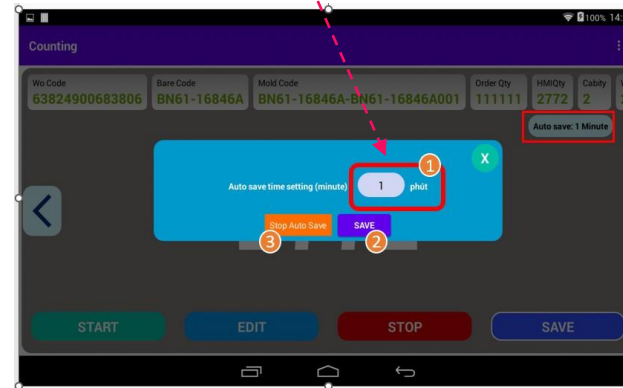 100% 14:
Counting
Wo Code
63824900683806
Bare Code
BN61-16846A
Mold Code
BN61-16846A-BN61-16846A001
Order Qty
111111
HMIQty
2772
Cabity
2
Auto save: 1 Minute
X
1
Auto save time setting (minute)
1
phút
Stop Auto Save
SAVE
3
2
START
EDIT
STOP
SAVE